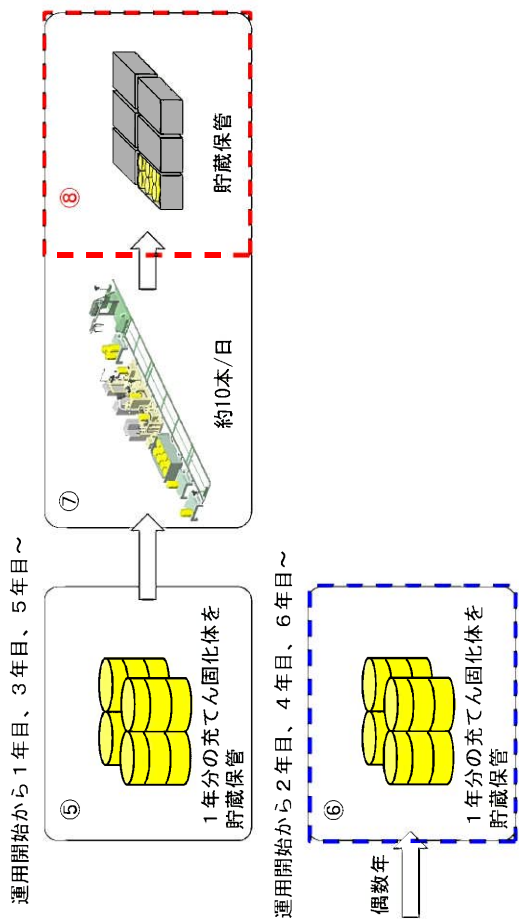 運用開始から１年目、３年目、５年目～
⑤
１年分の充てん固化体を
貯蔵保管
⑦
約10本/日
⑧
貯蔵保管
運用開始から２年目、４年目、６年目～
偶数年
⑥
１年分の充てん固化体を
貯蔵保管